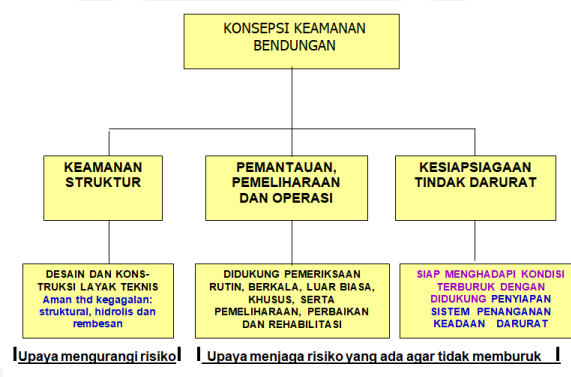 KONSEPSI KEAMANAN
BENDUNGAN
KEAMANAN
STRUKTUR
PEMANTAUAN,
PEMELIHARAAN
DAN OPERASI
KESIAPSIAGAAN
TINDAK DARURAT
DESAIN DAN KONS-
TRUKSI LAYAK TEKNIS
Aman thd kegagalan:
struktural, hidrolis dan
rembesan
DIDUKUNG PEMERIKSAAN
RUTIN, BERKALA, LUAR BIASA,
KHUSUS, SERTA
PEMELIHARAAN, PERBAIKAN
DAN REHABILITASI
SIAP MENGHADAPI KONDISI
TERBURUK DENGAN
DIDUKUNG PENYIAPAN
SISTEM PENANGANAN
KEADAAN DARURAT
Upaya mengurangi risiko
Upaya menjaga risiko yang ada agar tidak memburuk